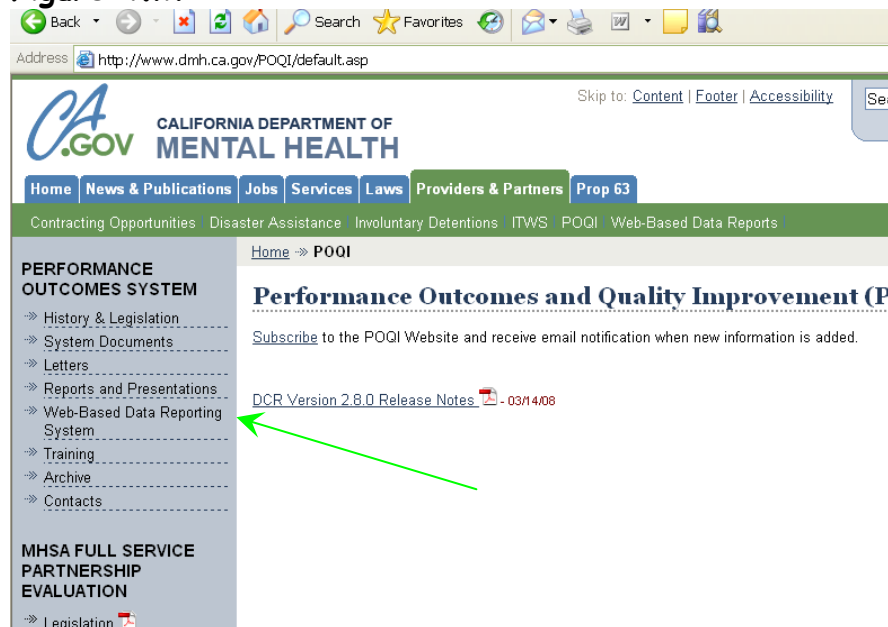 Back
Search
Favorites
Address http://www.dmh.ca.gov/POQI/default.asp
Skip to: Content | Footer | Accessibility
CA.GOV
CALIFORNIA DEPARTMENT OF
MENTAL HEALTH
Home News & Publications Jobs Services Laws Providers & Partners Prop 63
Contracting Opportunities | Disaster Assistance | Involuntary Detentions | ITWS | POQI | Web-Based Data Reports |
Home ->> POQI
PERFORMANCE
OUTCOMES SYSTEM
History & Legislation
System Documents
Letters
Reports and Presentations
Web-Based Data Reporting
System
Training
Archive
Contacts
MHSA FULL SERVICE
PARTNERSHIP
EVALUATION
Legislation
Performance Outcomes and Quality Improvement (P
Subscribe to the POQI Website and receive email notification when new information is added.
DCR Version 2.8.0 Release Notes - 03/14/08